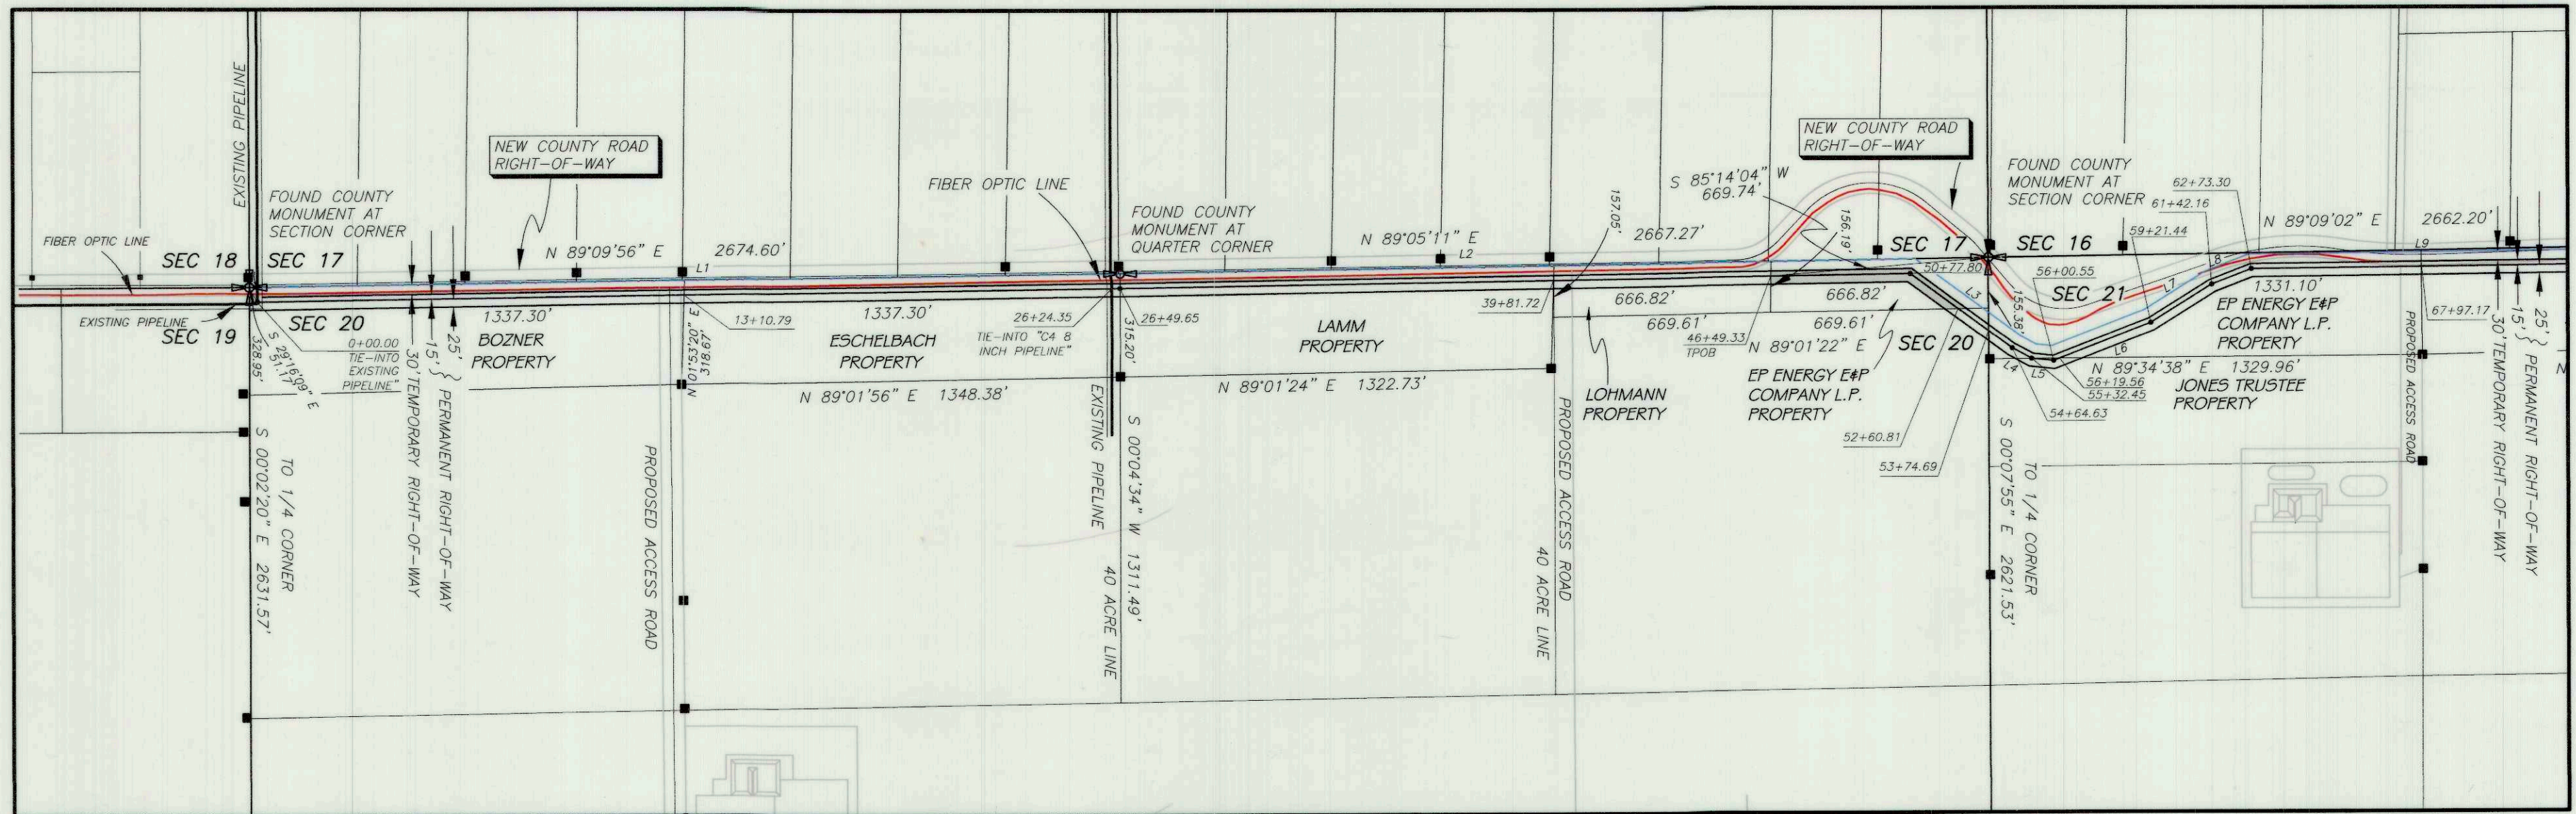 EXISTING PIPELINE
FIBER OPTIC LINE
SEC 18
SEC 17
EXISTING PIPELINE
SEC 19
SEC 20
FOUND COUNTY
MONUMENT AT
SECTION CORNER
0+00.00
TIE-INTO
EXISTING
PIPELINE"
S 29°16'09" E
51.17'
328.95'
S 00°02'20" E 2631.57'
TO 1/4 CORNER
30' TEMPORARY RIGHT-OF-WAY
15'
25'
} PERMANENT RIGHT-OF-WAY
NEW COUNTY ROAD
RIGHT-OF-WAY
N 89°09'56" E
2674.60'
L1
1337.30'
BOZNER
PROPERTY
N 01°53'20" E
318.67'
13+10.79
PROPOSED ACCESS ROAD
1337.30'
ESCHELBACH
PROPERTY
N 89°01'56" E 1348.38'
FIBER OPTIC LINE
26+24.35
TIE-INTO "C4 8
INCH PIPELINE"
26+49.65
315.20'
EXISTING PIPELINE
40 ACRE LINE
S 00°04'34" W 1311.49'
FOUND COUNTY
MONUMENT AT
QUARTER CORNER
N 89°05'11" E
L2
2667.27'
LAMM
PROPERTY
N 89°01'24" E 1322.73'
39+81.72
157.05'
PROPOSED ACCESS ROAD
40 ACRE LINE
666.82'
669.61'
LOHMANN
PROPERTY
S 85°14'04" W
669.74'
156.19'
NEW COUNTY ROAD
RIGHT-OF-WAY
666.82'
669.61'
46+49.33
TPOB
N 89°01'22" E
EP ENERGY E&P
COMPANY L.P.
PROPERTY
SEC 17
SEC 16
50+77.80
L3
SEC 20
52+60.81
53+74.69
155.38'
S 00°07'55" E 2621.53'
TO 1/4 CORNER
FOUND COUNTY
MONUMENT AT
SECTION CORNER
62+73.30
61+42.16
59+21.44
56+00.55
SEC 21
L4
L5
L6
L7
8
L9
N 89°09'02" E
2662.20'
1331.10'
EP ENERGY E&P
COMPANY L.P.
PROPERTY
N 89°34'38" E 1329.96'
56+19.56
55+32.45
54+64.63
JONES TRUSTEE
PROPERTY
67+97.17
PROPOSED ACCESS ROAD
30' TEMPORARY RIGHT-OF-WAY
15'
25'
} PERMANENT RIGHT-OF-WAY
N